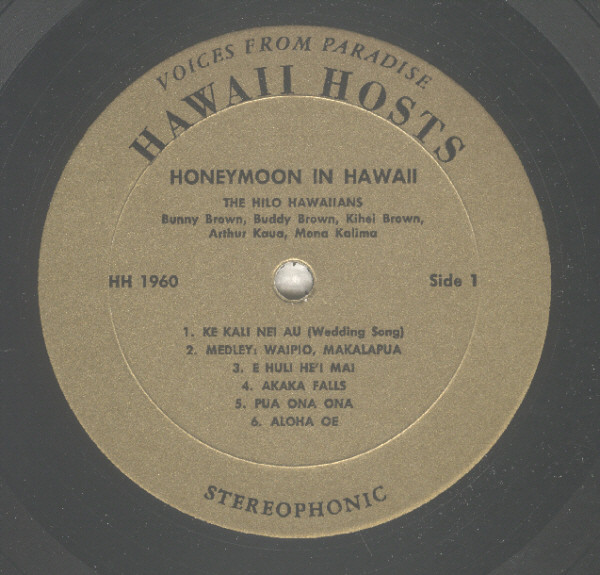 VOICES FROM PARADISE
HAWAII HOSTS
HONEYMOON IN HAWAII
THE HILO HAWAIIANS
Bunny Brown, Buddy Brown, Kihei Brown,
Arthur Kaua, Mona Kalima
HH 1960
Side 1
1. KE KALI NEI AU (Wedding Song)
2. MEDLEY: WAIPIO, MAKALAPUA
3. E HULI HE'I MAI
4. AKAKA FALLS
5. PUA ONA ONA
6. ALOHA OE
STEREOPHONIC